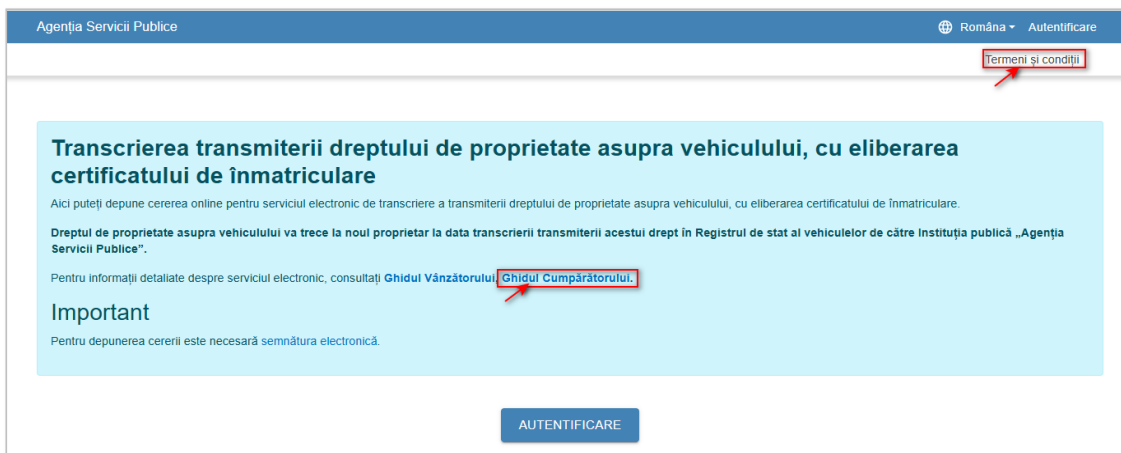 Agenția Servicii Publice
Româna
Autentificare
Termeni și condiții
Transcrierea transmiterii dreptului de proprietate asupra vehiculului, cu eliberarea
certificatului de înmatriculare
Aici puteți depune cererea online pentru serviciul electronic de transcriere a transmiterii dreptului de proprietate asupra vehiculului, cu eliberarea certificatului de înmatriculare.
Dreptul de proprietate asupra vehiculului va trece la noul proprietar la data transcrierii transmiterii acestui drept în Registrul de stat al vehiculelor de către Instituția publică „Agenția
Servicii Publice”.
Pentru informații detaliate despre serviciul electronic, consultați Ghidul Vânzătorului, Ghidul Cumpărătorului.
Important
Pentru depunerea cererii este necesară semnătura electronică.
AUTENTIFICARE